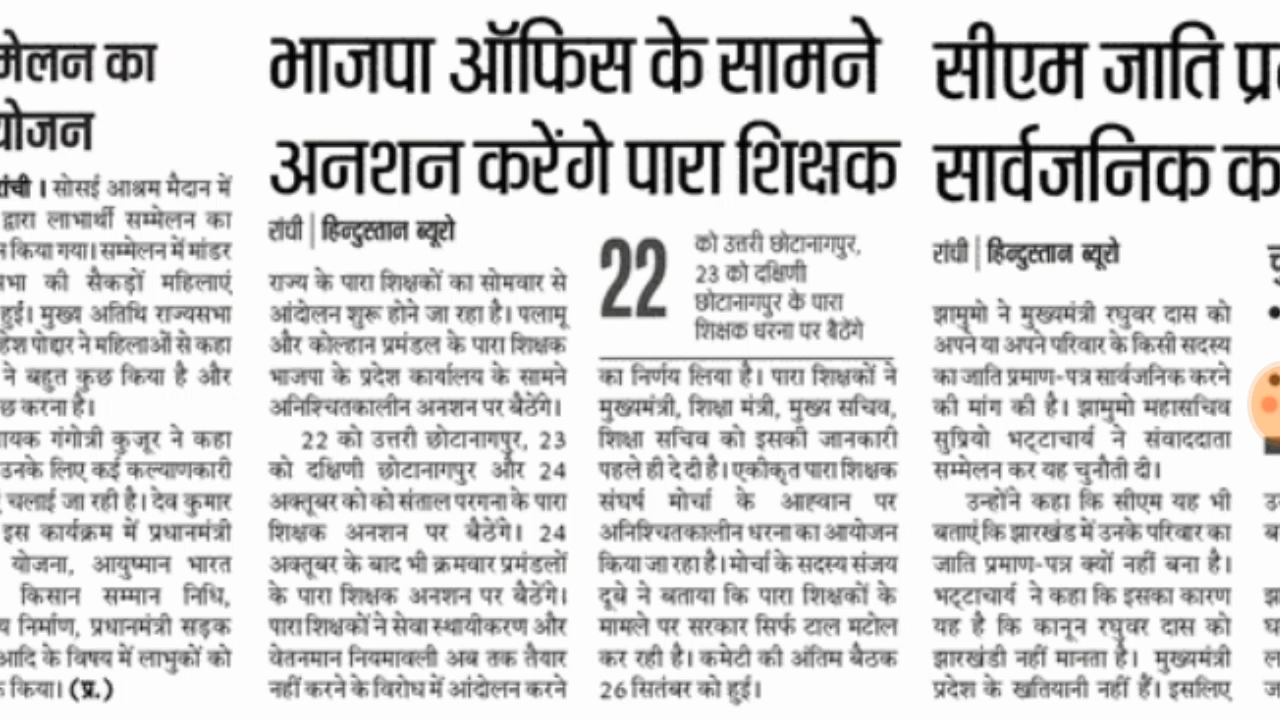 मेलन का
योजन
रांची । सोसई आश्रम मैदान में
द्वारा लाभार्थी सम्मेलन का
किया गया। सम्मेलन में मांडर
की सैकड़ों महिलाएं
हुई। मुख्य अतिथि राज्यसभा
पोद्दार ने महिलाओं से कहा
ने बहुत कुछ किया है और
करना है।
गंगोत्री कुजूर ने कहा
उनके लिए कई कल्याणकारी
चलाई जा रही है। देव कुमार
इस कार्यक्रम में प्रधानमंत्री
योजना, आयुष्मान भारत
किसान सम्मान निधि,
निर्माण, प्रधानमंत्री सड़क
आदि के विषय में लाभुकों को
किया। (प्र.)
भाजपा ऑफिस के सामने
अनशन करेंगे पारा शिक्षक
रांची | हिन्दुस्तान ब्यूरो
राज्य के पारा शिक्षकों का सोमवार से
आंदोलन शुरू होने जा रहा है। पलामू
और कोल्हान प्रमंडल के पारा शिक्षक
भाजपा के प्रदेश कार्यालय के सामने
अनिश्चितकालीन अनशन पर बैठेंगे।
22 को उत्तरी छोटानागपुर, 23
को दक्षिणी छोटानागपुर और 24
अक्तूबर को को संताल परगना के पारा
शिक्षक अनशन पर बैठेंगे। 24
अक्तूबर के बाद भी क्रमवार प्रमंडलों
के पारा शिक्षक अनशन पर बैठेंगे।
पारा शिक्षकों ने सेवा स्थायीकरण और
वेतनमान नियमावली अब तक तैयार
नहीं करने के विरोध में आंदोलन करने
22 को उत्तरी छोटानागपुर,
23 को दक्षिणी
छोटानागपुर के पारा
शिक्षक धरना पर बैठेंगे
का निर्णय लिया है। पारा शिक्षकों ने
मुख्यमंत्री, शिक्षा मंत्री, मुख्य सचिव,
शिक्षा सचिव को इसकी जानकारी
पहले ही दे दी है। एकीकृत पारा शिक्षक
संघर्ष मोर्चा के आह्वान पर
अनिश्चितकालीन धरना का आयोजन
किया जा रहा है। मोर्चा के सदस्य संजय
दूबे ने बताया कि पारा शिक्षकों के
मामले पर सरकार सिर्फ टाल मटोल
कर रही है। कमेटी की अंतिम बैठक
26 सितंबर को हुई।
सीएम जाति
सार्वजनिक
रांची | हिन्दुस्तान ब्यूरो
झामुमो ने मुख्यमंत्री रघुवर दास को
अपने या अपने परिवार के किसी सदस्य
का जाति प्रमाण-पत्र सार्वजनिक करने
की मांग की है। झामुमो महासचिव
सुप्रियो भट्टाचार्य ने संवाददाता
सम्मेलन कर यह चुनौती दी।
उन्होंने कहा कि सीएम यह भी
बताएं कि झारखंड में उनके परिवार का
जाति प्रमाण-पत्र क्यों नहीं बना है।
भट्टाचार्य ने कहा कि इसका कारण
यह है कि कानून रघुवर दास को
झारखंडी नहीं मानता है। मुख्यमंत्री
प्रदेश के खतियानी नहीं हैं। इसलिए